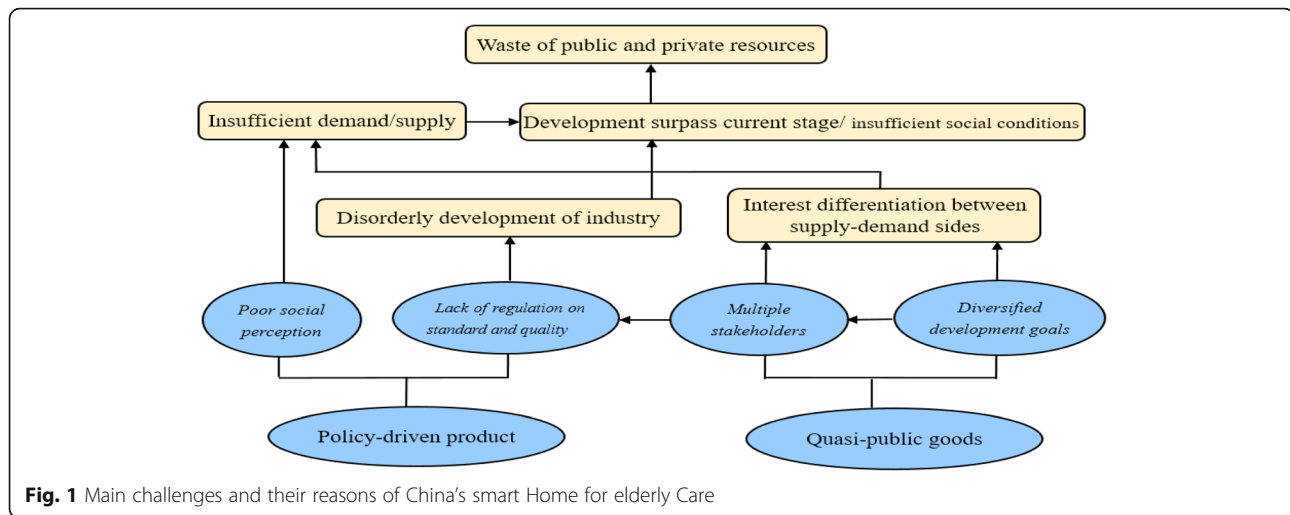 Waste of public and private resources
Insufficient demand/supply
Development surpass current stage/ insufficient social conditions
Disorderly development of industry
Interest differentiation between
supply-demand sides
Poor social
perception
Lack of regulation on
standard and quality
Multiple
stakeholders
Diversified
development goals
Policy-driven product
Quasi-public goods
Fig. 1 Main challenges and their reasons of China's smart Home for elderly Care